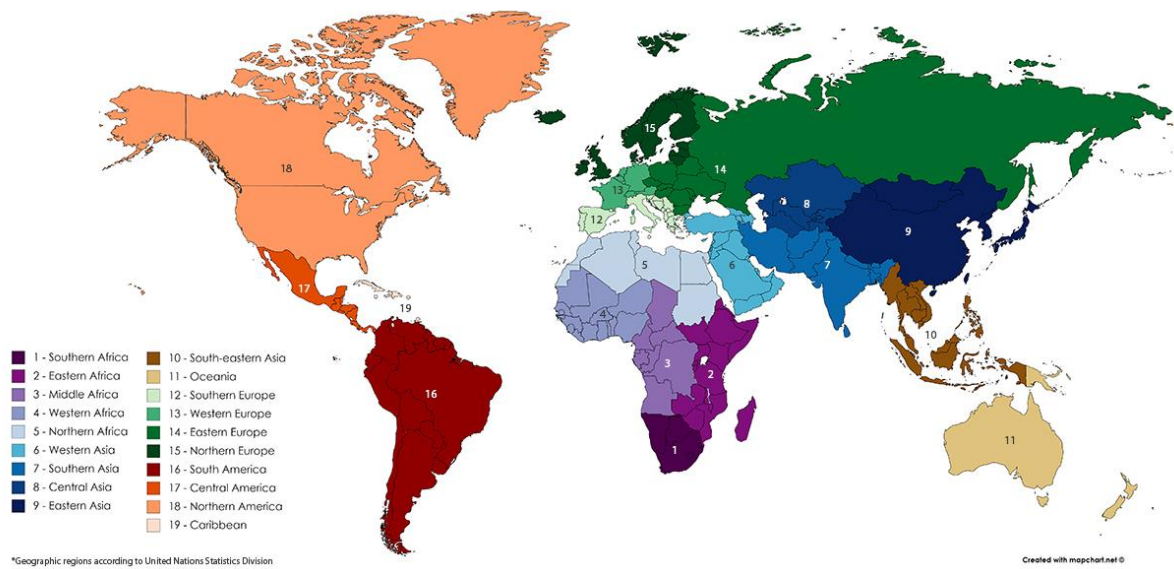 15
14
18
13
12
8
9
5
6
7
17
19
4
10
3
2
16
11
1
1 - Southern Africa
2 - Eastern Africa
3 - Middle Africa
4 - Western Africa
5 - Northern Africa
6 - Western Asia
7 - Southern Asia
8 - Central Asia
9 - Eastern Asia
10 - South-eastern Asia
11 - Oceania
12 - Southern Europe
13 - Western Europe
14 - Eastern Europe
15 - Northern Europe
16 - South America
17 - Central America
18 - Northern America
19 - Caribbean
*Geographic regions according to United Nations Statistics Division
Created with mapchart.net ©